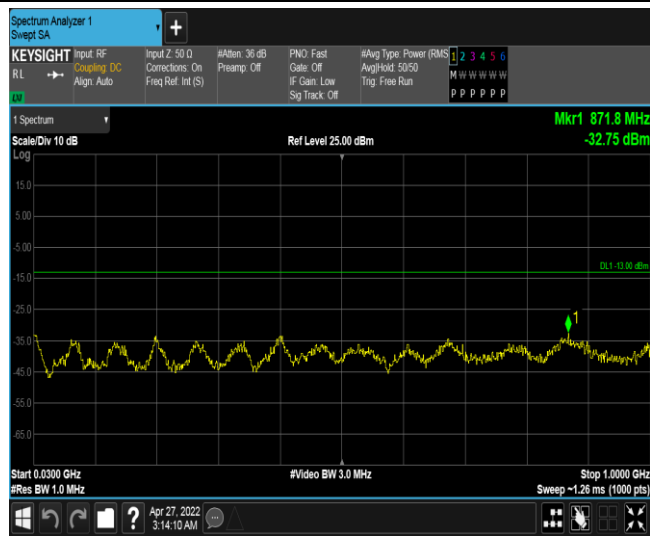 Spectrum Analyzer 1
Swept SA
KEYSIGHT Input: RF Input Z: 50 Ω #Atten: 36 dB PNO: Fast #Avg Type: Power (RMS 1 2 3 4 5 6
RL Coupling: DC Corrections: On Preamp: Off Gate: Off Avg|Hold: 50/50 M W W W W W
Align: Auto Freq Ref: Int (S) IF Gain: Low Trig: Free Run
Sig Track: Off P P P P P P
1 Spectrum Mkr1 871.8 MHz
Scale/Div 10 dB Ref Level 25.00 dBm -32.75 dBm
Log
15.0
5.00
-5.00
DL1 -13.00 dBm
-15.0
-25.0
1
-35.0
-45.0
-55.0
-65.0
Start 0.0300 GHz #Video BW 3.0 MHz Stop 1.0000 GHz
#Res BW 1.0 MHz Sweep ~1.26 ms (1000 pts)
? Apr 27, 2022
3:14:10 AM